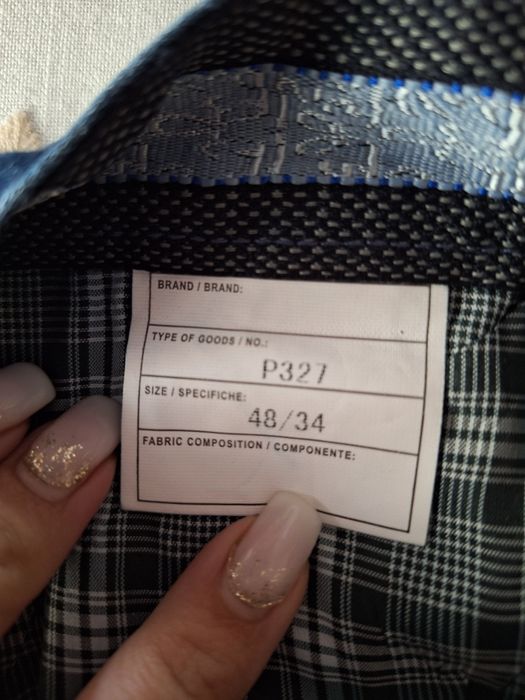 BRAND / BRAND:
TYPE OF GOODS / NO.:
P327
SIZE / SPECIFICHE:
48/34
FABRIC COMPOSITION / COMPONENTE: